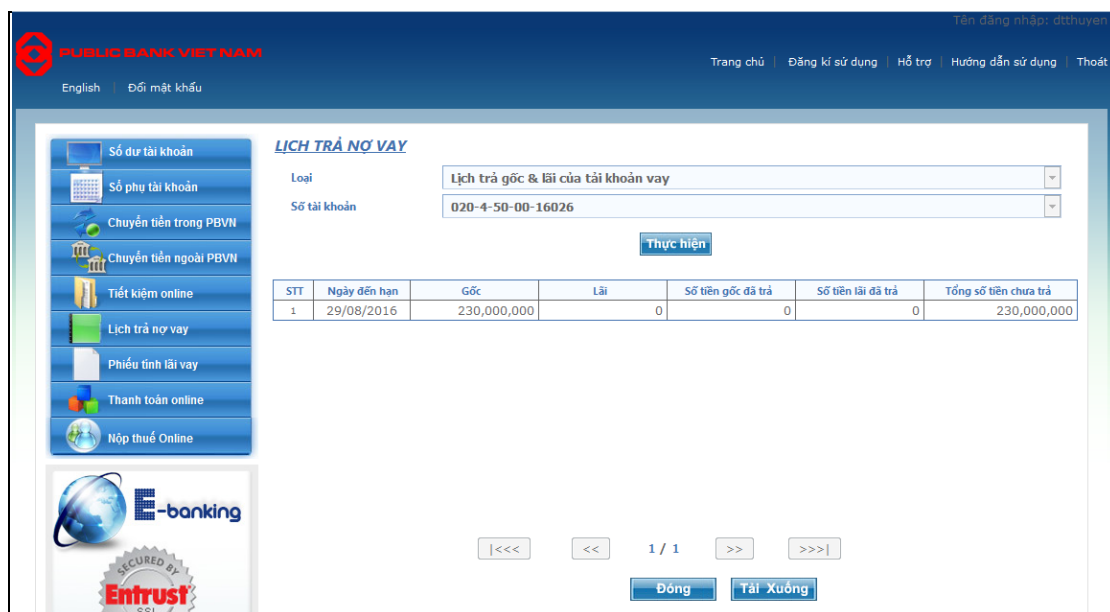 Tên đăng nhập: dtthuyen
PUBLIC BANK VIET NAM
Trang chủ | Đăng kí sử dụng | Hỗ trợ | Hướng dẫn sử dụng | Thoát
English | Đổi mật khẩu
Số dư tài khoản
Số phụ tài khoản
Chuyển tiền trong PBVN
Chuyển tiền ngoài PBVN
Tiết kiệm online
Lịch trả nợ vay
Phiếu tính lãi vay
Thanh toán online
Nộp thuế Online
E-banking
SECURED BY
Entrust
SSL
LỊCH TRẢ NỢ VAY
Loại Lịch trả gốc & lãi của tài khoản vay
Số tài khoản 020-4-50-00-16026
Thực hiện
STT Ngày đến hạn Gốc Lãi Số tiền gốc đã trả Số tiền lãi đã trả Tổng số tiền chưa trả
1 29/08/2016 230,000,000 0 0 0 230,000,000
|<<< << 1 / 1 >> >>>|
Đóng Tải Xuống